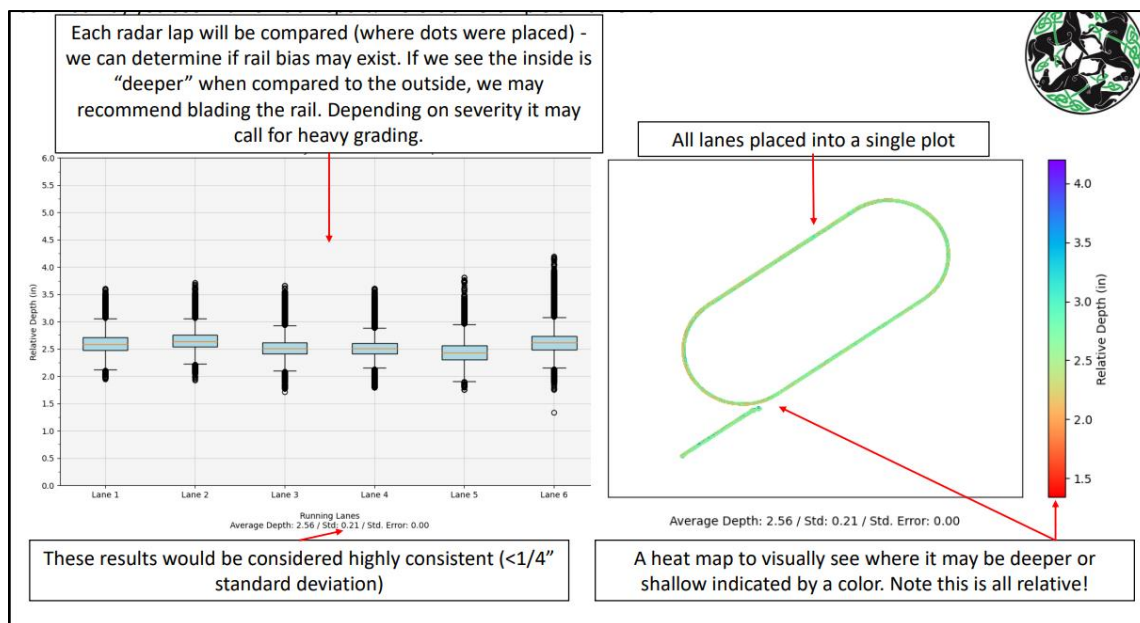 Each radar lap will be compared (where dots were placed) -
we can determine if rail bias may exist. If we see the inside is
“deeper” when compared to the outside, we may
recommend blading the rail. Depending on severity it may
call for heavy grading.
All lanes placed into a single plot
6.0
5.5
5.0
4.5
4.0
3.5
3.0
2.5
2.0
1.5
1.0
0.5
0.0
Relative Depth (in)
Lane 1 Lane 2 Lane 3 Lane 4 Lane 5 Lane 6
Running Lanes
Average Depth: 2.56 / Std: 0.21 / Std. Error: 0.00
4.0
3.5
3.0
2.5
2.0
1.5
Relative Depth (in)
Average Depth: 2.56 / Std: 0.21 / Std. Error: 0.00
These results would be considered highly consistent (<1/4”
standard deviation)
A heat map to visually see where it may be deeper or
shallow indicated by a color. Note this is all relative!